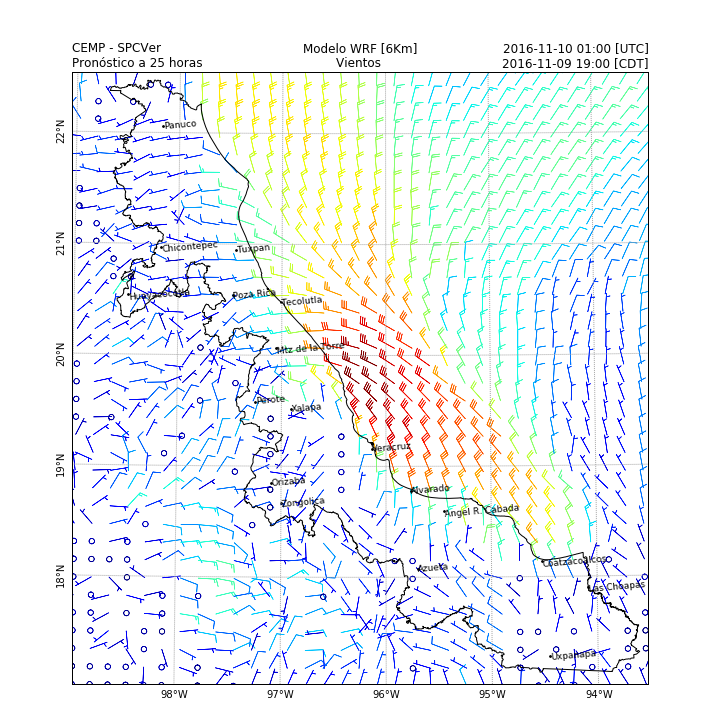 CEMP - SPCVer Modelo WRF [6Km] 2016-11-10 01:00 [UTC]
Pronóstico a 25 horas Vientos 2016-11-09 19:00 [CDT]
22°N
Panuco
21°N
Chicontepec
Tuxpan
Huayacocotla
Poza Rica
Tecolutla
20°N
Mtz de la Torre
Perote
Xalapa
Veracruz
19°N
Orizaba
Alvarado
Zongolica
Angel R. Cabada
18°N
Azueta
Coatzacoalcos
Las Choapas
Uxpanapa
98°W 97°W 96°W 95°W 94°W